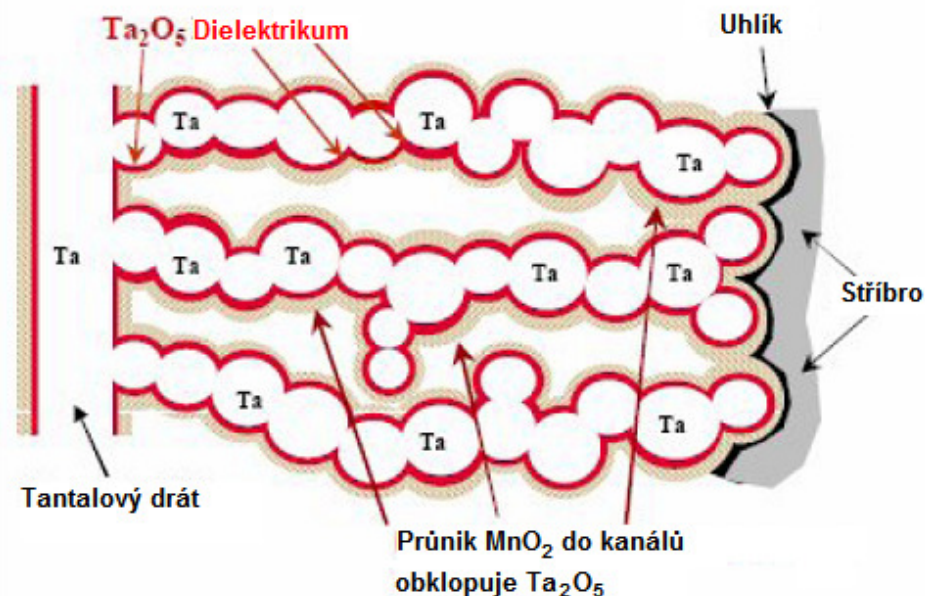 Ta₂O₅ Dielektrikum
Uhlík
Ta
Ta
Ta
Ta
Ta
Ta
Ta
Ta
Ta
Stříbro
Ta
Ta
Ta
Tantalový drát
Průnik MnO₂ do kanálů
obklopuje Ta₂O₅